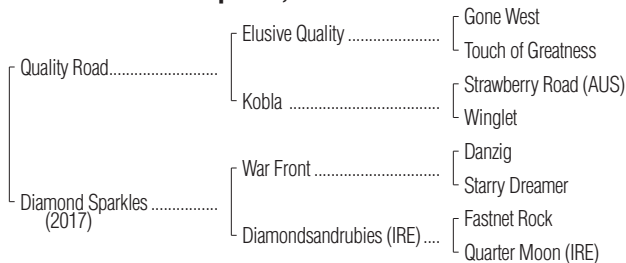 Gone West
Elusive Quality ....................
Touch of Greatness
Quality Road........................
Strawberry Road (AUS)
Kobla .................................
Winglet
Danzig
War Front ...........................
Starry Dreamer
Diamond Sparkles ...............
(2017)
Fastnet Rock
Diamondsandrubies (IRE) ....
Quarter Moon (IRE)